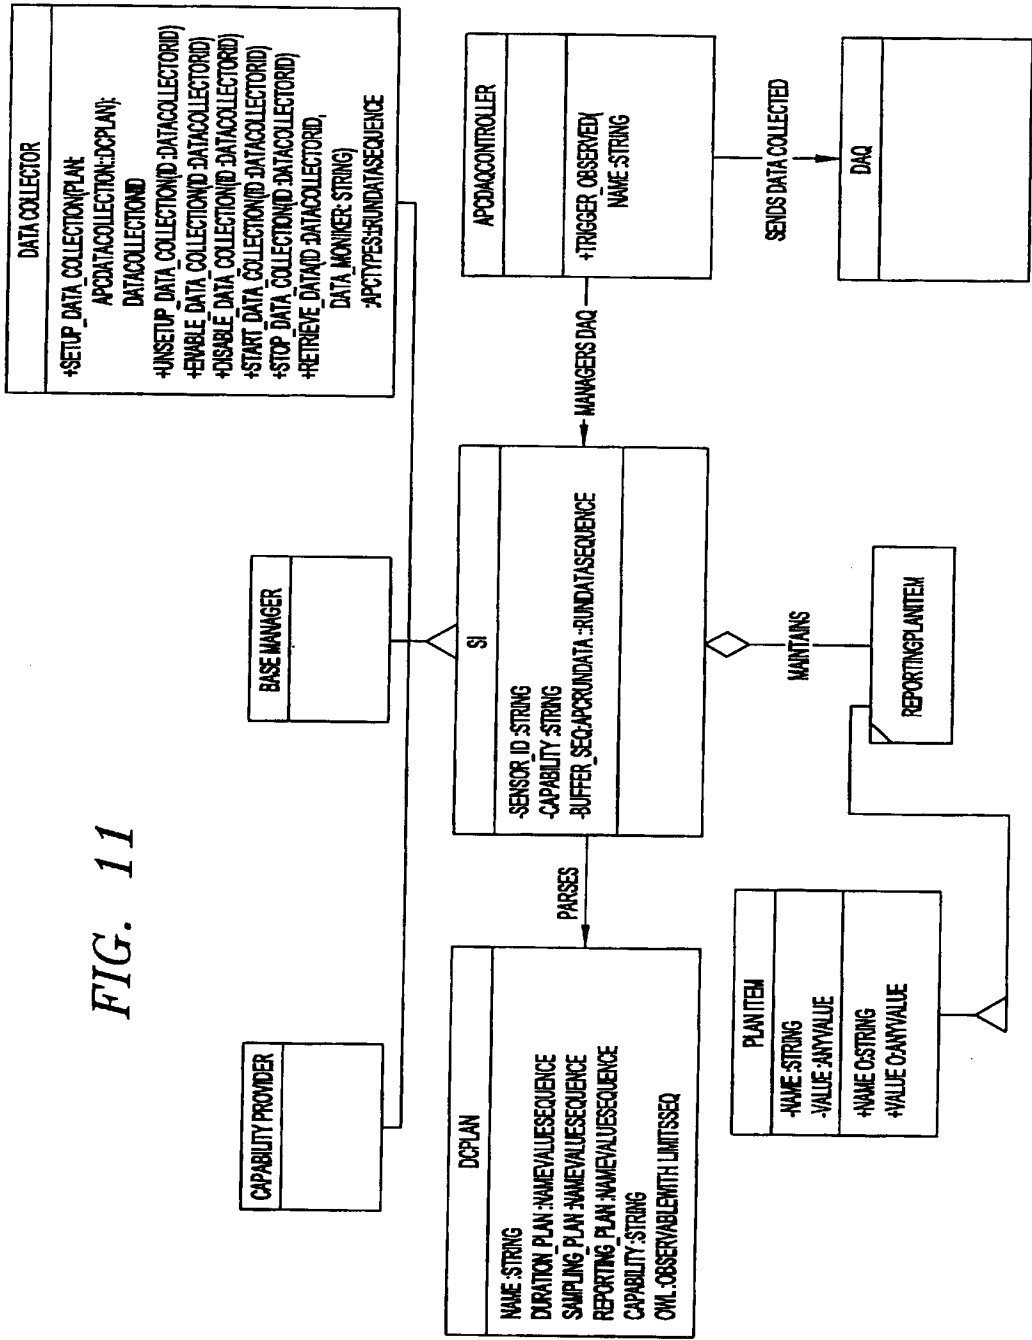 FIG. 11
CAPABILITY PROVIDER
BASE MANAGER
DATA COLLECTOR
+SETUP_DATA_COLLECTION(PLAN:
APCDATACOLLECTION::DCPLAN);
DATACOLLECTIONID
+UNSETUP_DATA_COLLECTION(ID :DATACOLLECTORID)
+ENABLE_DATA_COLLECTION(ID :DATACOLLECTORID)
+DISABLE_DATA_COLLECTION(ID :DATACOLLECTORID)
+START_DATA_COLLECTION(ID :DATACOLLECTORID)
+STOP_DATA_COLLECTION(ID :DATACOLLECTORID)
+RETRIEVE_DATA(ID :DATACOLLECTORID,
DATA_MONIKER: STRING)
:APCTYPES::RUNDATASEQUENCE
DCPLAN
NAME :STRING
DURATION_PLAN :NAMEVALUESEQUENCE
SAMPLING_PLAN :NAMEVALUESEQUENCE
REPORTING_PLAN :NAMEVALUESEQUENCE
CAPABILITY :STRING
OWL :OBSERVABLEWITH LIMITSSEQ
PARSES
SI
-SENSOR_ID :STRING
-CAPABILITY :STRING
-BUFFER_SEQ:APCRUNDATA ::RUNDATASEQUENCE
MANAGERS DAQ
APCDAQCONTROLLER
+TRIGGER_OBSERVED(
NAME :STRING
SENDS DATA COLLECTED
DAQ
PLAN ITEM
-NAME :STRING
-VALUE :ANYVALUE
+NAME O:STRING
+VALUE O:ANYVALUE
MAINTAINS
REPORTINGPLANITEM